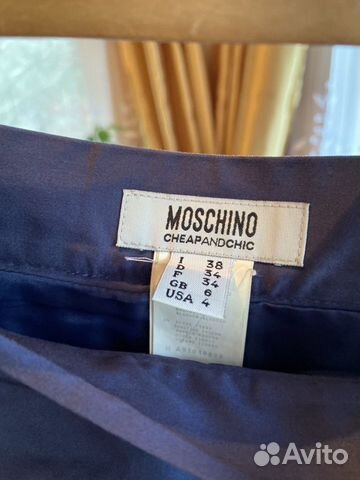 MOSCHINO
CHEAPANDCHIC
I 38
D 34
F 34
GB 6
USA 4
Avito